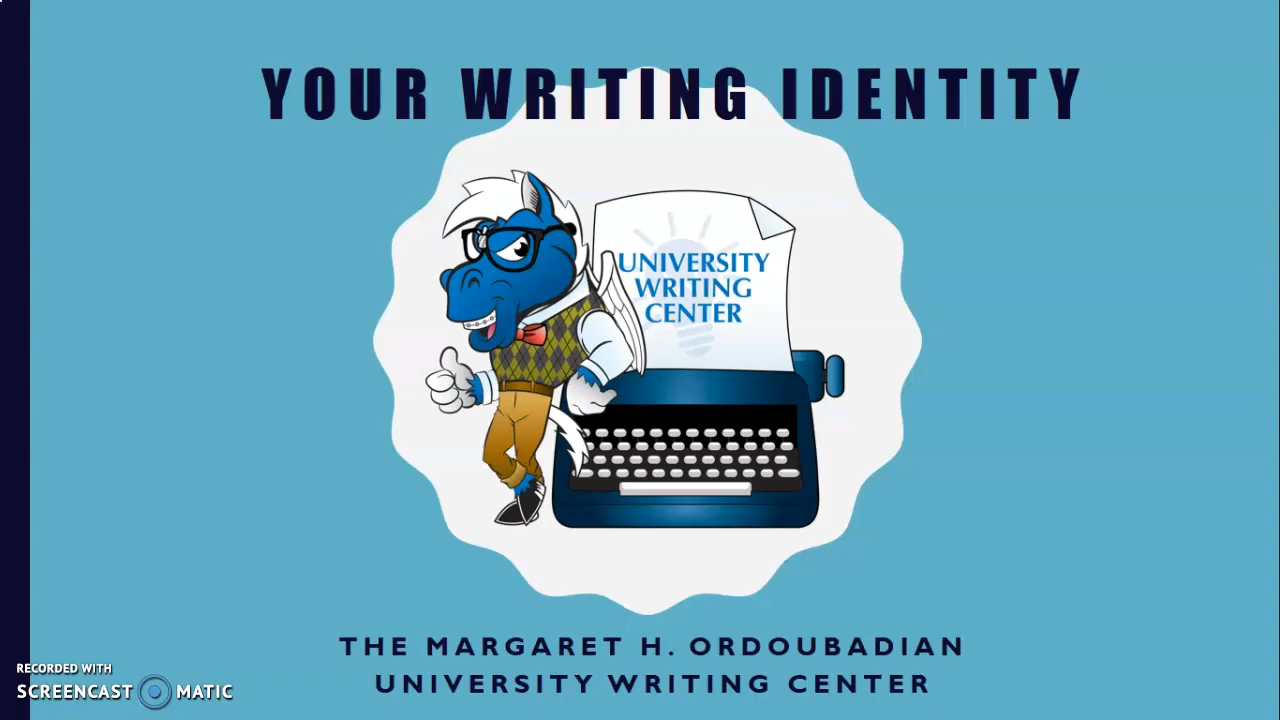 YOUR WRITING IDENTITY
UNIVERSITY
WRITING
CENTER
THE MARGARET H. ORDOUBADIAN
UNIVERSITY WRITING CENTER
RECORDED WITH
SCREENCAST MATIC